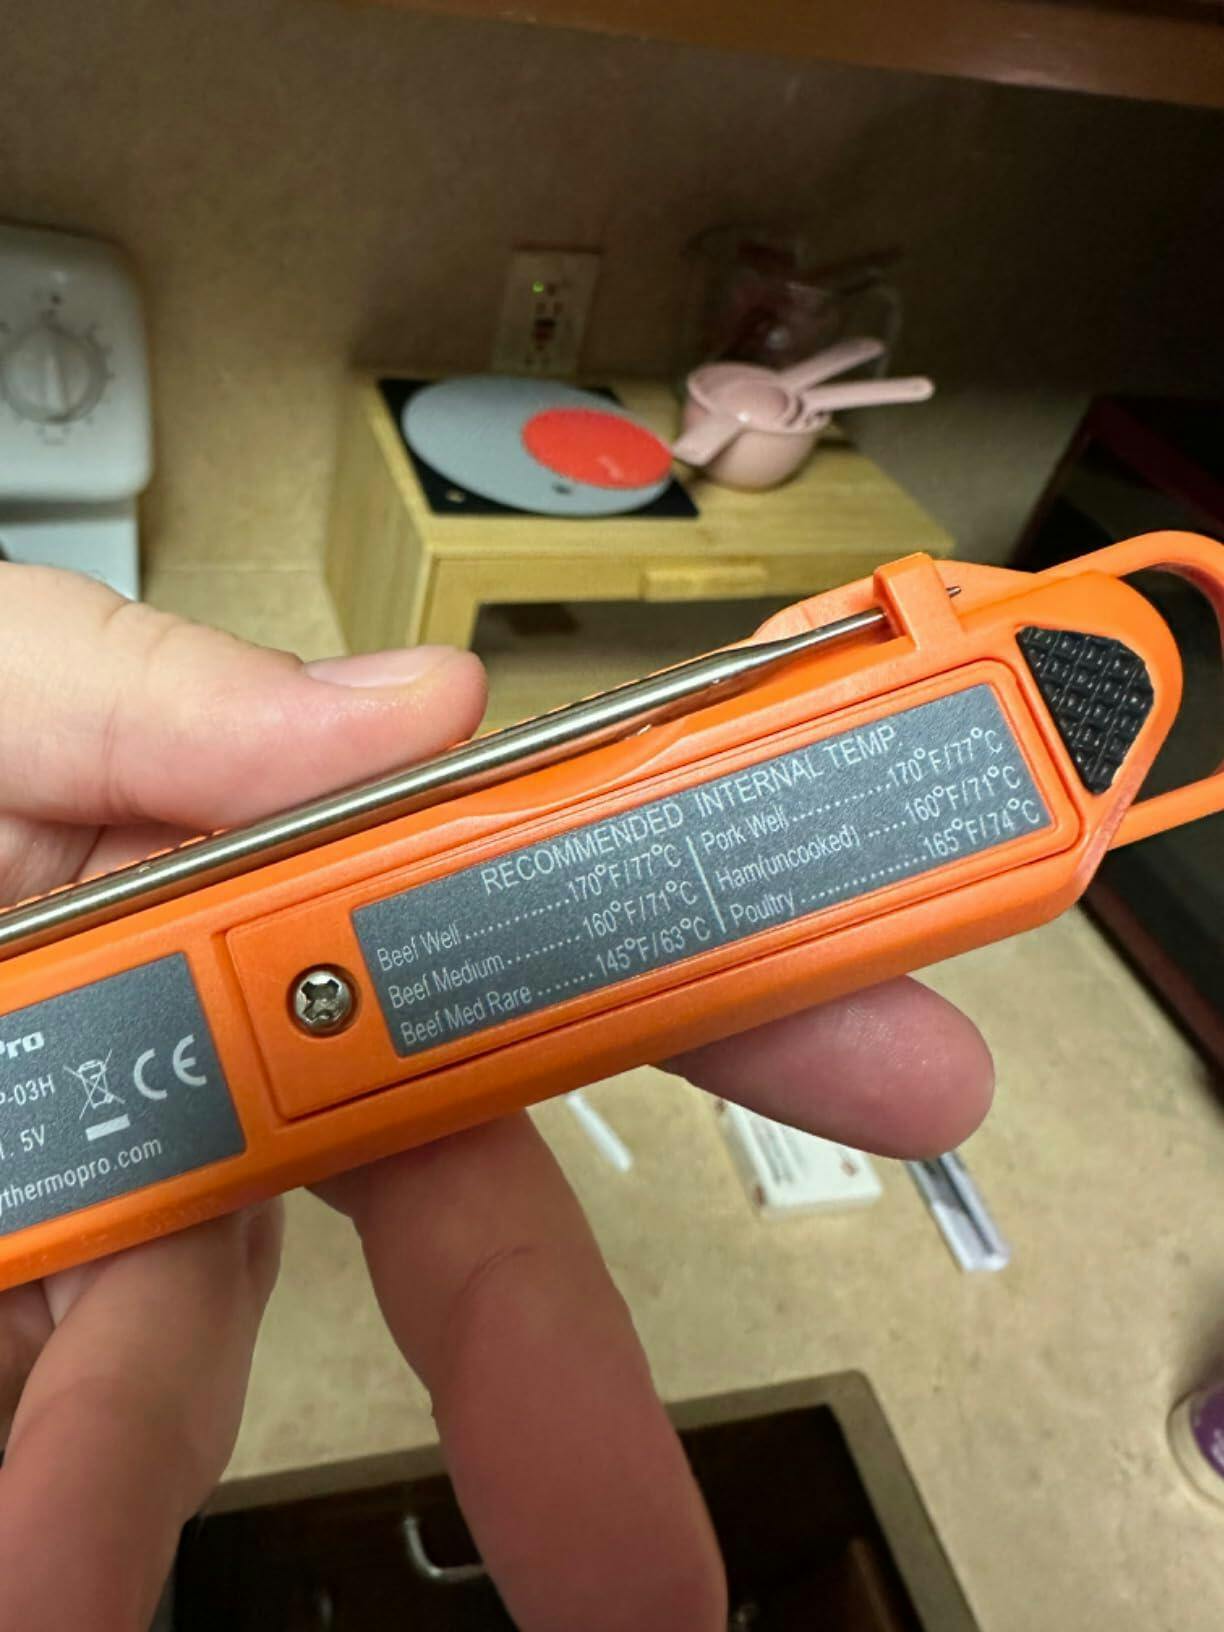 RECOMMENDED INTERNAL TEMP.
Beef Well..............170°F/77°C
Beef Medium..........160°F/71°C
Beef Med Rare.......145°F/63°C
Pork Well...............170°F/77°C
Ham(uncooked)......160°F/71°C
Poultry..................165°F/74°C
Pro
P-03H
CE
. 5V
thermopro.com